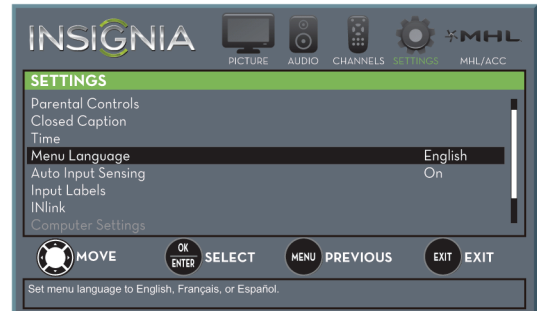 INSIGNIA
PICTURE AUDIO CHANNELS SETTINGS MHL MHL/ACC
SETTINGS
Parental Controls
Closed Caption
Time
Menu Language English
Auto Input Sensing On
Input Labels
INlink
Computer Settings
MOVE OK ENTER SELECT MENU PREVIOUS EXIT EXIT
Set menu language to English, Français, or Español.